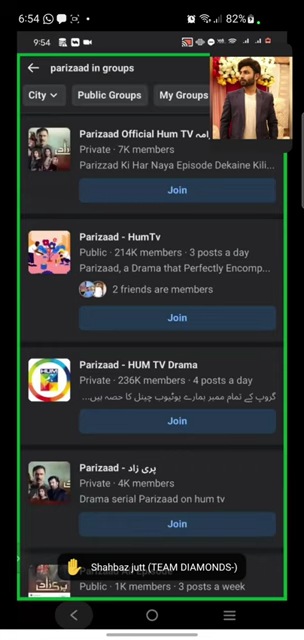 6:54
82%
9:54
parizaad in groups
City
Public Groups
My Groups
Parizaad Official Hum TV
Private · 7K members
Parizzad Ki Har Naya Episode Dekaine Kili...
Join
Parizaad - HumTv
Public · 214K members · 3 posts a day
Parizaad, a Drama that Perfectly Encomp...
2 friends are members
Join
Parizaad - HUM TV Drama
HUM
Private · 236K members · 4 posts a day
گروپ کے تمام ممبر ہمارے یوٹیوب چینل کا حصہ ہیں...
Join
Parizaad - پری زاد
Private · 4K members
Drama serial Parizaad on hum tv
Join
Shahbaz jutt (TEAM DIAMONDS-)
Public · 1K members · 3 posts a week